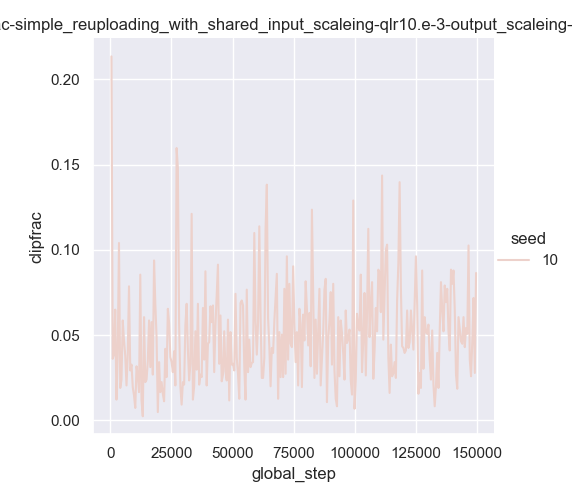 ac-simple_reuploading_with_shared_input_scaleing-qlr10.e-3-output_scaleing-
0.20
0.15
0.10
0.05
0.00
clipfrac
0 25000 50000 75000 100000 125000 150000
global_step
seed
10